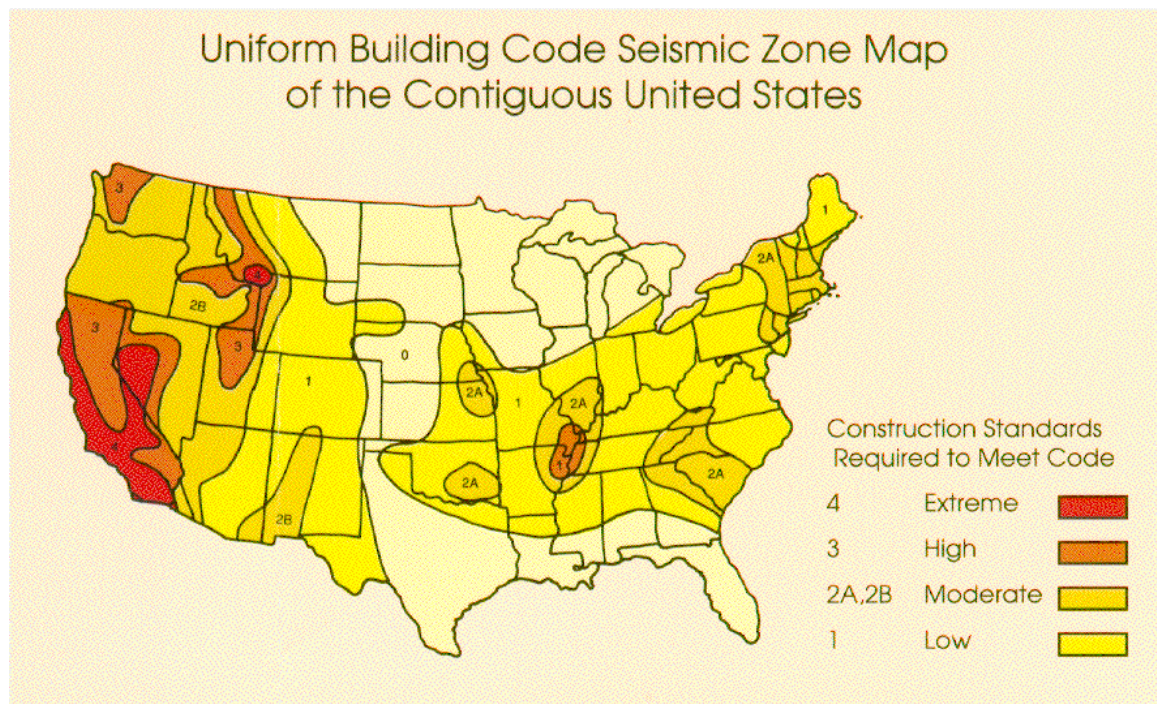 Uniform Building Code Seismic Zone Map
of the Contiguous United States
3
1
2A
4
2B
3
3
0
2A
1
1
2A
4
1
2A
2A
2B
Construction Standards
Required to Meet Code
4 Extreme
3 High
2A,2B Moderate
1 Low